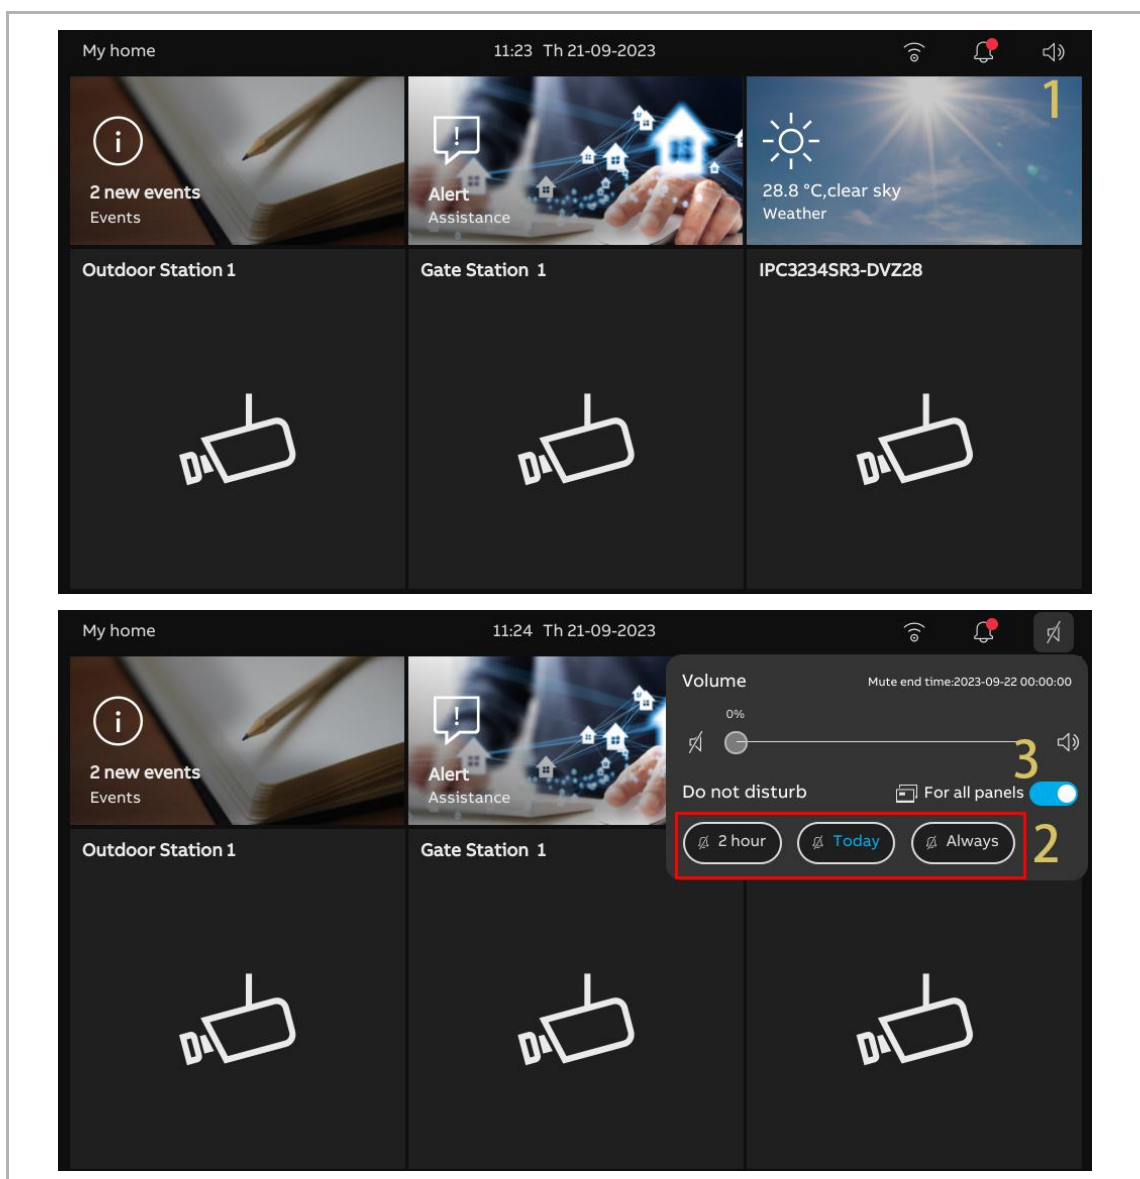 My home 11:23 Th 21-09-2023
1
2 new events
Events
Alert
Assistance
28.8 °C,clear sky
Weather
Outdoor Station 1
Gate Station 1
IPC3234SR3-DVZ28
My home 11:24 Th 21-09-2023
2 new events
Events
Alert
Assistance
Volume Mute end time:2023-09-22 00:00:00
0%
3
Do not disturb For all panels
2 hour Today Always 2
Outdoor Station 1
Gate Station 1